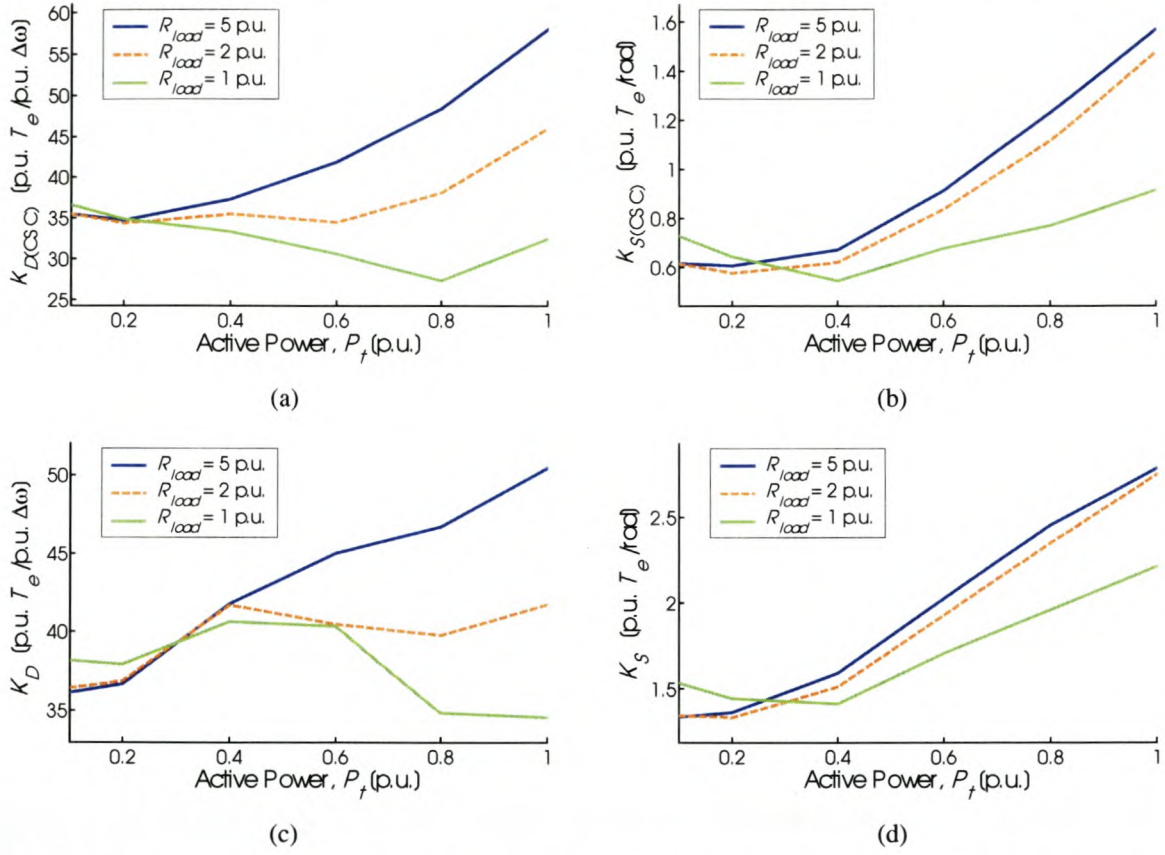 60
55
50
45
40
35
30
25
K_D(CSC) (p.u. T_e /p.u. Δω)
R_load = 5 p.u.
R_load = 2 p.u.
R_load = 1 p.u.
0.2 0.4 0.6 0.8 1
Active Power, P_t (p.u.)
(a)
1.6
1.4
1.2
1
0.8
0.6
K_S(CSC) (p.u. T_e /rad)
R_load = 5 p.u.
R_load = 2 p.u.
R_load = 1 p.u.
0.2 0.4 0.6 0.8 1
Active Power, P_t (p.u.)
(b)
50
45
40
35
K_D (p.u. T_e /p.u. Δω)
R_load = 5 p.u.
R_load = 2 p.u.
R_load = 1 p.u.
0.2 0.4 0.6 0.8 1
Active Power, P_t (p.u.)
(c)
2.5
2
1.5
K_S (p.u. T_e /rad)
R_load = 5 p.u.
R_load = 2 p.u.
R_load = 1 p.u.
0.2 0.4 0.6 0.8 1
Active Power, P_t (p.u.)
(d)